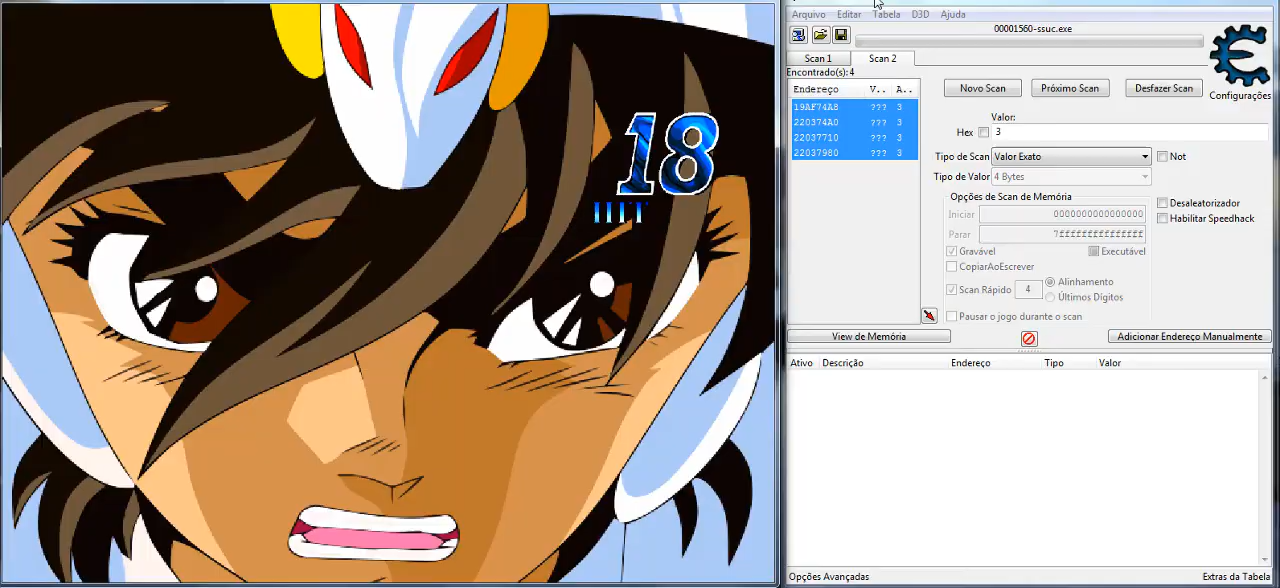 18
Arquivo Editar Tabela D3D Ajuda
00001560-ssuc.exe
Scan 1 Scan 2
Encontrado(s):4
Endereço V.. A..
19AF74A8 ??? 3
220374A0 ??? 3
22037710 ??? 3
22037980 ??? 3
Novo Scan Próximo Scan Desfazer Scan
Configurações
Valor:
Hex 3
Tipo de Scan Valor Exato Not
Tipo de Valor 4 Bytes
Opções de Scan de Memória
Iniciar 0000000000000000
Parar 7fffffffffffffff
Desaleatorizador
Habilitar Speedhack
Gravável Executável
CopiarAoEscrever
Scan Rápido 4 Alinhamento
Últimos Dígitos
Pausar o jogo durante o scan
View de Memória Adicionar Endereço Manualmente
Ativo Descrição Endereço Tipo Valor
Opções Avançadas Extras da Tabela